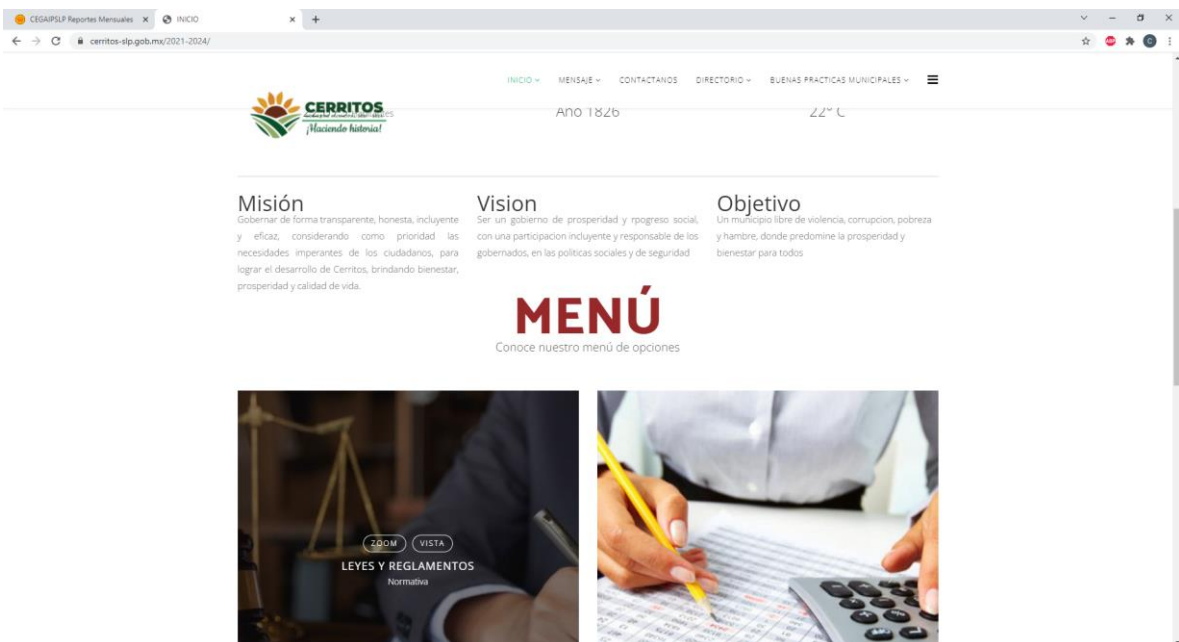 CEGAIPSLP Reportes Mensuales
INICIO
cerritos-slp.gob.mx/2021-2024/
INICIO MENSAJE CONTACTANOS DIRECTORIO BUENAS PRACTICAS MUNICIPALES
CERRITOS
¡Haciendo historia!
Año 1826
22° C
Misión
Gobernar de forma transparente, honesta, incluyente
y eficaz, considerando como prioridad las
necesidades imperantes de los ciudadanos, para
lograr el desarrollo de Cerritos, brindando bienestar,
prosperidad y calidad de vida.
Vision
Ser un gobierno de prosperidad y rpogreso social,
con una participacion incluyente y responsable de los
gobernados, en las politicas sociales y de seguridad
Objetivo
Un municipio libre de violencia, corrupcion, pobreza
y hambre, donde predomine la prosperidad y
bienestar para todos
MENÚ
Conoce nuestro menú de opciones
ZOOM VISTA
LEYES Y REGLAMENTOS
Normativa